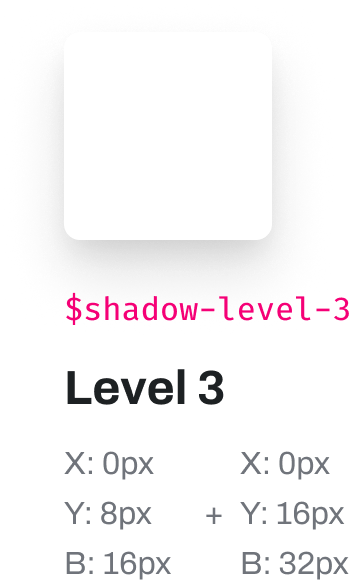 $shadow-level-3
Level 3
X: 0px X: 0px
Y: 8px + Y: 16px
B: 16px B: 32px